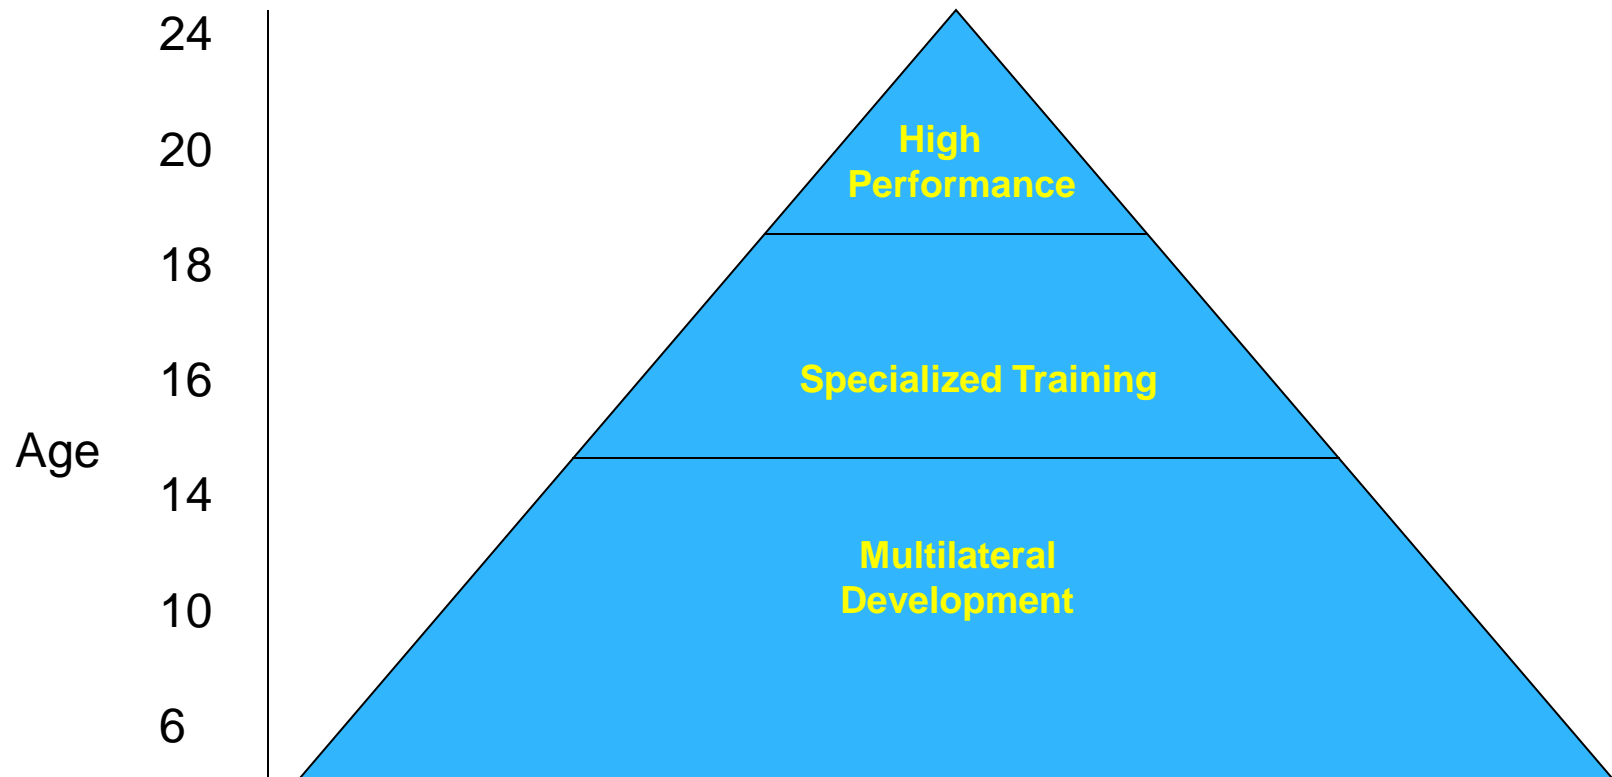 24
20
High
Performance
18
16
Specialized Training
Age
14
Multilateral
Development
10
6